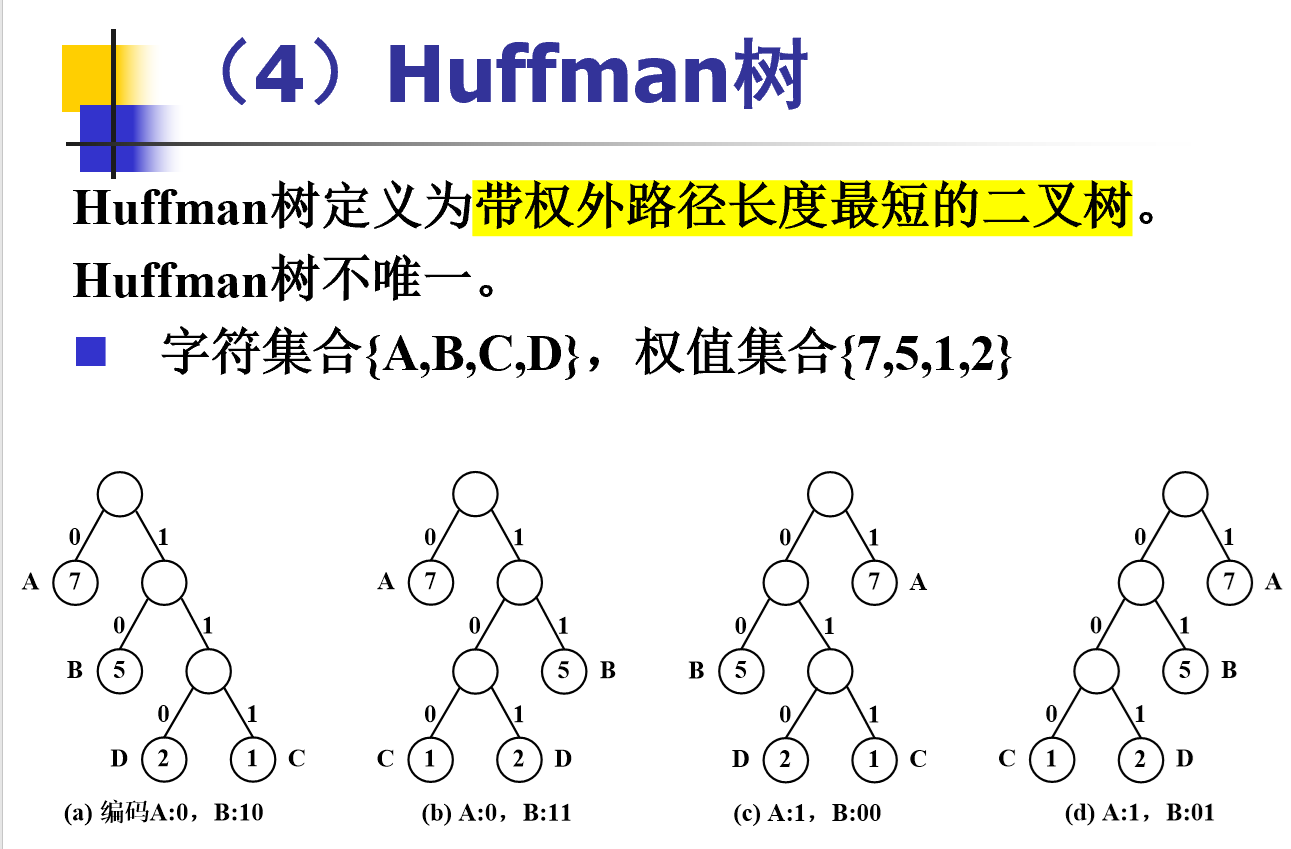 （4）Huffman树
Huffman树定义为带权外路径长度最短的二叉树。
Huffman树不唯一。
字符集合{A,B,C,D}，权值集合{7,5,1,2}
0 1 0 1 0 1 0 1
A 7 A 7 7 A 7 A
0 1 0 1 0 1 0 1
B 5 5 B B 5 5 B
0 1 0 1 0 1 0 1
D 2 1 C C 1 2 D D 2 1 C C 1 2 D
(a) 编码A:0，B:10 (b) A:0，B:11 (c) A:1，B:00 (d) A:1，B:01